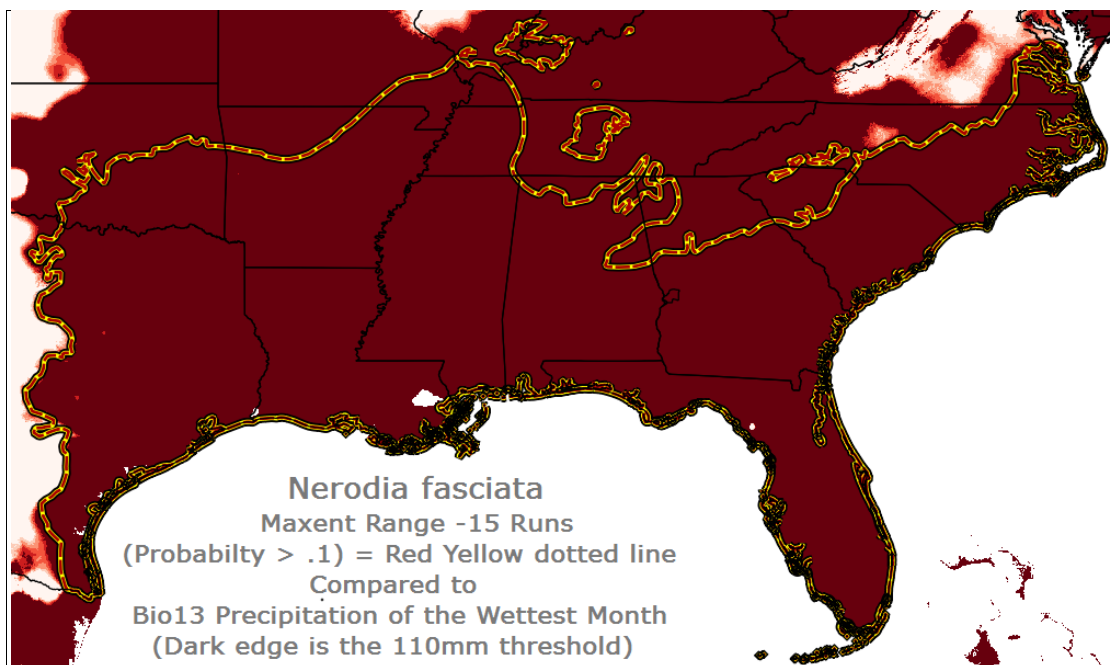 Nerodia fasciata
Maxent Range -15 Runs
(Probabilty > .1) = Red Yellow dotted line
Compared to
Bio13 Precipitation of the Wettest Month
(Dark edge is the 110mm threshold)